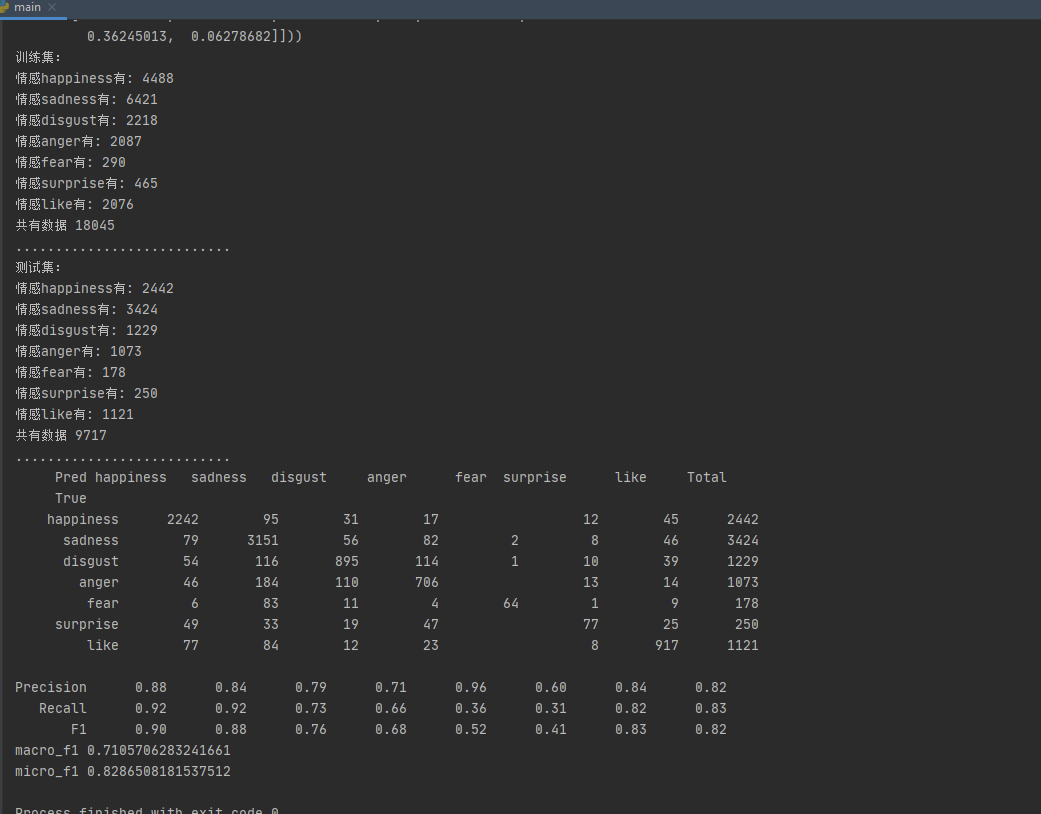 main
0.36245013, 0.06278682]]))
训练集:
情感happiness有: 4488
情感sadness有: 6421
情感disgust有: 2218
情感anger有: 2087
情感fear有: 290
情感surprise有: 465
情感like有: 2076
共有数据 18045
...........................
测试集:
情感happiness有: 2442
情感sadness有: 3424
情感disgust有: 1229
情感anger有: 1073
情感fear有: 178
情感surprise有: 250
情感like有: 1121
共有数据 9717
...........................
Pred happiness sadness disgust anger fear surprise like Total
True
happiness 2242 95 31 17 12 45 2442
sadness 79 3151 56 82 2 8 46 3424
disgust 54 116 895 114 1 10 39 1229
anger 46 184 110 706 13 14 1073
fear 6 83 11 4 64 1 9 178
surprise 49 33 19 47 77 25 250
like 77 84 12 23 8 917 1121
Precision 0.88 0.84 0.79 0.71 0.96 0.60 0.84 0.82
Recall 0.92 0.92 0.73 0.66 0.36 0.31 0.82 0.83
F1 0.90 0.88 0.76 0.68 0.52 0.41 0.83 0.82
macro_f1 0.7105706283241661
micro_f1 0.8286508181537512
Process finished with exit code 0